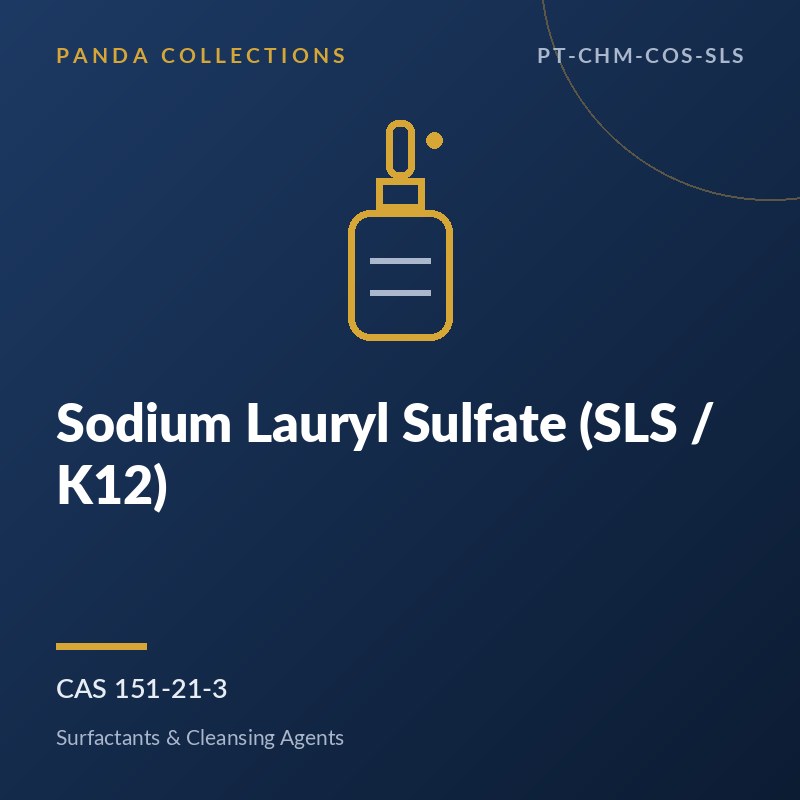 PANDA COLLECTIONS
PT-CHM-COS-SLS
Sodium Lauryl Sulfate (SLS /
K12)
CAS 151-21-3
Surfactants & Cleansing Agents